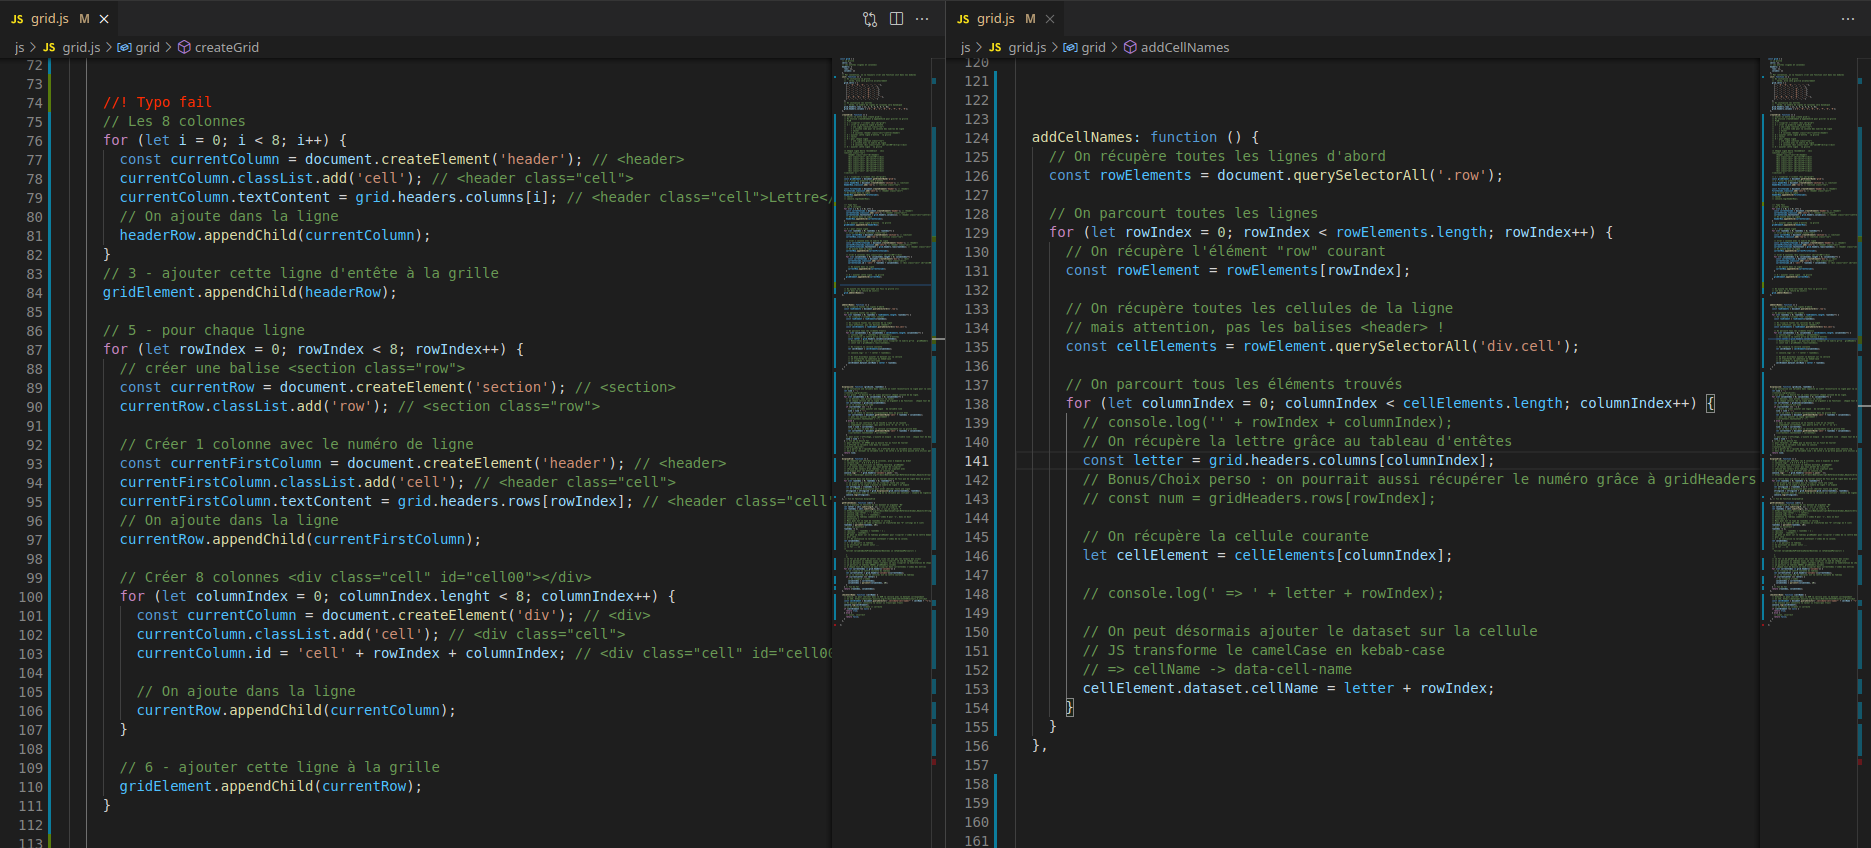 JS grid.js M ×
js > JS grid.js > grid > createGrid
72
73
74 //! Typo fail
75 // Les 8 colonnes
76 for (let i = 0; i < 8; i++) {
77 const currentColumn = document.createElement('header'); // <header>
78 currentColumn.classList.add('cell'); // <header class="cell">
79 currentColumn.textContent = grid.headers.columns[i]; // <header class="cell">Lettre</
80 // On ajoute dans la ligne
81 headerRow.appendChild(currentColumn);
82 }
83 // 3 - ajouter cette ligne d'entête à la grille
84 gridElement.appendChild(headerRow);
85
86 // 5 - pour chaque ligne
87 for (let rowIndex = 0; rowIndex < 8; rowIndex++) {
88 // créer une balise <section class="row">
89 const currentRow = document.createElement('section'); // <section>
90 currentRow.classList.add('row'); // <section class="row">
91
92 // Créer 1 colonne avec le numéro de ligne
93 const currentFirstColumn = document.createElement('header'); // <header>
94 currentFirstColumn.classList.add('cell'); // <header class="cell">
95 currentFirstColumn.textContent = grid.headers.rows[rowIndex]; // <header class="cell"
96 // On ajoute dans la ligne
97 currentRow.appendChild(currentFirstColumn);
98
99 // Créer 8 colonnes <div class="cell" id="cell00"></div>
100 for (let columnIndex = 0; columnIndex.lenght < 8; columnIndex++) {
101 const currentColumn = document.createElement('div'); // <div>
102 currentColumn.classList.add('cell'); // <div class="cell">
103 currentColumn.id = 'cell' + rowIndex + columnIndex; // <div class="cell" id="cell00
104
105 // On ajoute dans la ligne
106 currentRow.appendChild(currentColumn);
107 }
108
109 // 6 - ajouter cette ligne à la grille
110 gridElement.appendChild(currentRow);
111 }
112
113
JS grid.js M ×
js > JS grid.js > grid > addCellNames
120
121
122
123
124 addCellNames: function () {
125 // On récupère toutes les lignes d'abord
126 const rowElements = document.querySelectorAll('.row');
127
128 // On parcourt toutes les lignes
129 for (let rowIndex = 0; rowIndex < rowElements.length; rowIndex++) {
130 // On récupère l'élément "row" courant
131 const rowElement = rowElements[rowIndex];
132
133 // On récupère toutes les cellules de la ligne
134 // mais attention, pas les balises <header> !
135 const cellElements = rowElement.querySelectorAll('div.cell');
136
137 // On parcourt tous les éléments trouvés
138 for (let columnIndex = 0; columnIndex < cellElements.length; columnIndex++) {
139 // console.log('' + rowIndex + columnIndex);
140 // On récupère la lettre grâce au tableau d'entêtes
141 const letter = grid.headers.columns[columnIndex];
142 // Bonus/Choix perso : on pourrait aussi récupérer le numéro grâce à gridHeaders
143 // const num = gridHeaders.rows[rowIndex];
144
145 // On récupère la cellule courante
146 let cellElement = cellElements[columnIndex];
147
148 // console.log(' => ' + letter + rowIndex);
149
150 // On peut désormais ajouter le dataset sur la cellule
151 // JS transforme le camelCase en kebab-case
152 // => cellName -> data-cell-name
153 cellElement.dataset.cellName = letter + rowIndex;
154 }
155 }
156 },
157
158
159
160
161